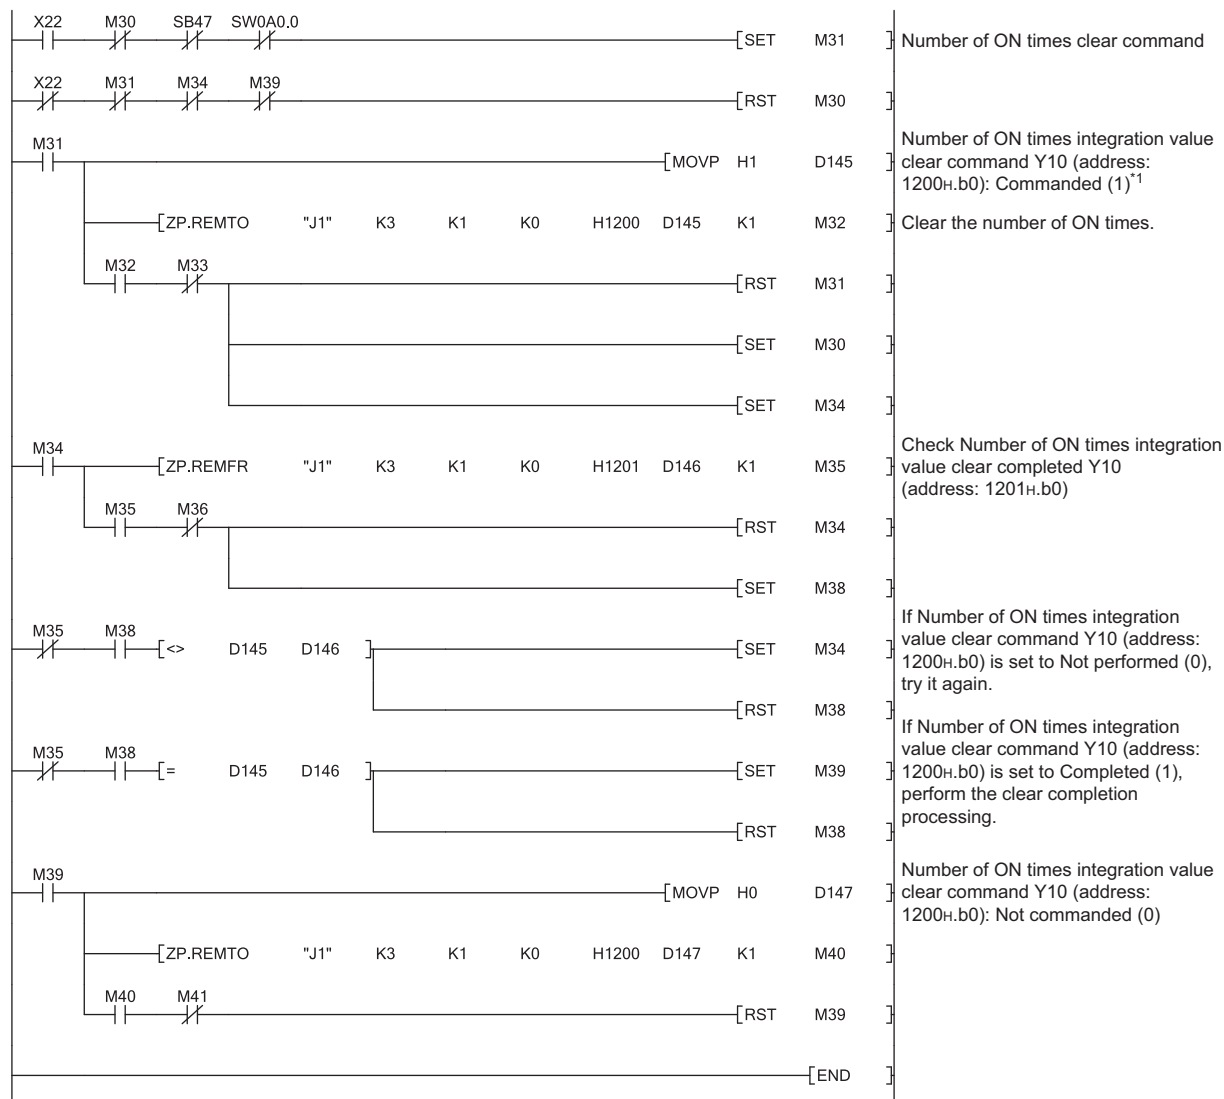 X22 M30 SB47 SW0A0.0
SET M31 Number of ON times clear command
X22 M31 M34 M39
RST M30
M31
MOVP H1 D145
Number of ON times integration value
clear command Y10 (address:
1200H.b0): Commanded (1)*1
ZP.REMTO "J1" K3 K1 K0 H1200 D145 K1 M32 Clear the number of ON times.
M32 M33
RST M31
SET M30
SET M34
M34
ZP.REMFR "J1" K3 K1 K0 H1201 D146 K1 M35
Check Number of ON times integration
value clear completed Y10
(address: 1201H.b0)
M35 M36
RST M34
SET M38
M35 M38
<> D145 D146 SET M34
If Number of ON times integration
value clear command Y10 (address:
1200H.b0) is set to Not performed (0),
try it again.
RST M38
M35 M38
= D145 D146 SET M39
If Number of ON times integration
value clear command Y10 (address:
1200H.b0) is set to Completed (1),
perform the clear completion
processing.
RST M38
M39
MOVP H0 D147
Number of ON times integration value
clear command Y10 (address:
1200H.b0): Not commanded (0)
ZP.REMTO "J1" K3 K1 K0 H1200 D147 K1 M40
M40 M41
RST M39
END